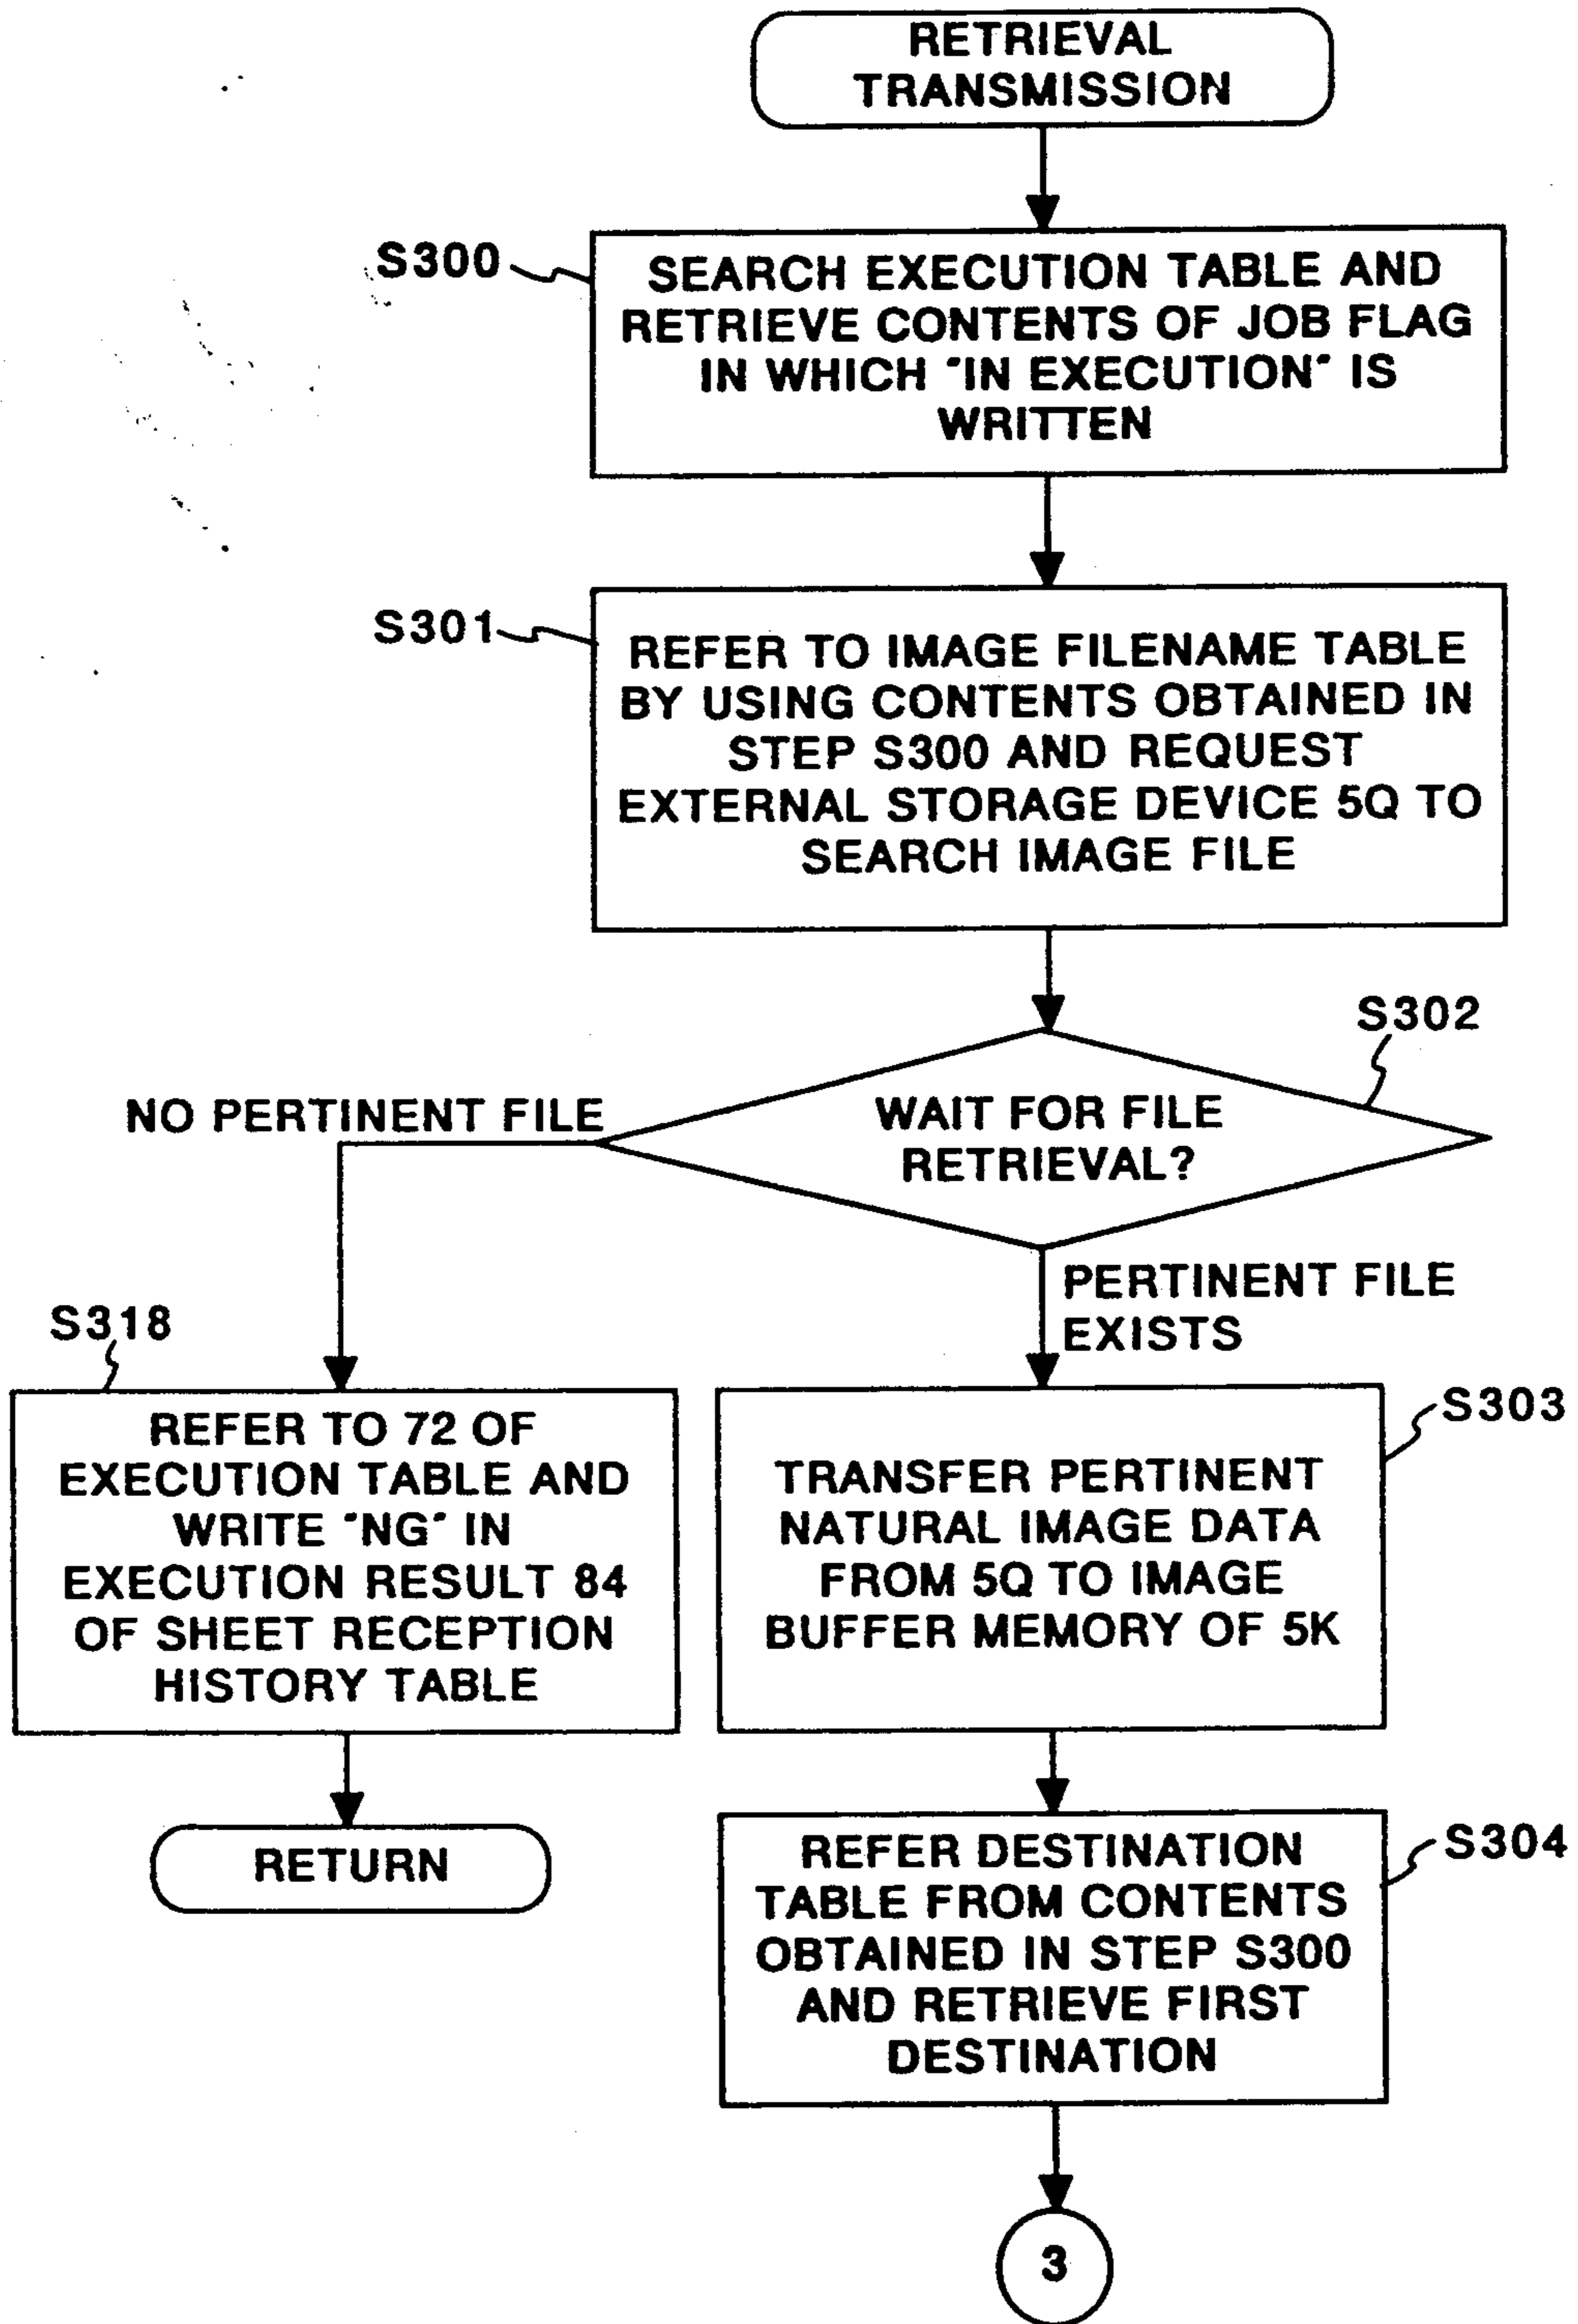 RETRIEVAL
TRANSMISSION
S300
SEARCH EXECUTION TABLE AND
RETRIEVE CONTENTS OF JOB FLAG
IN WHICH "IN EXECUTION" IS
WRITTEN
S301
REFER TO IMAGE FILENAME TABLE
BY USING CONTENTS OBTAINED IN
STEP S300 AND REQUEST
EXTERNAL STORAGE DEVICE 5Q TO
SEARCH IMAGE FILE
S302
WAIT FOR FILE
RETRIEVAL?
NO PERTINENT FILE
PERTINENT FILE
EXISTS
S318
REFER TO 72 OF
EXECUTION TABLE AND
WRITE "NG" IN
EXECUTION RESULT 84
OF SHEET RECEPTION
HISTORY TABLE
RETURN
S303
TRANSFER PERTINENT
NATURAL IMAGE DATA
FROM 5Q TO IMAGE
BUFFER MEMORY OF 5K
S304
REFER DESTINATION
TABLE FROM CONTENTS
OBTAINED IN STEP S300
AND RETRIEVE FIRST
DESTINATION
3